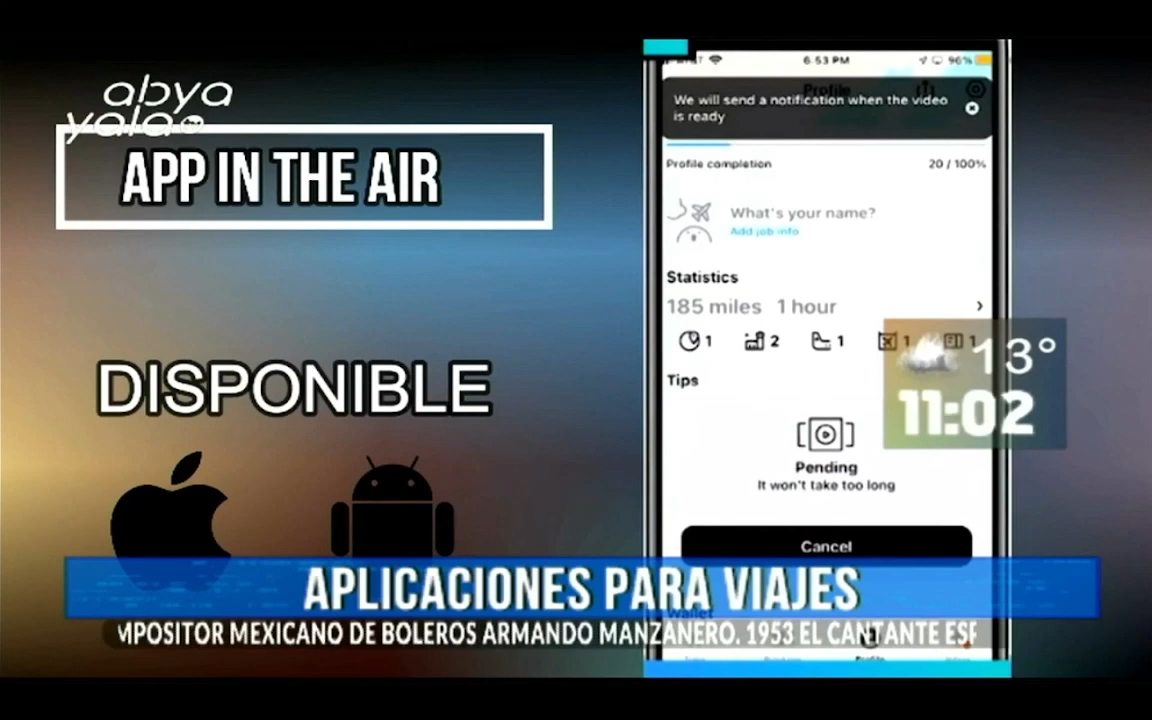 abya
yala
APP IN THE AIR
DISPONIBLE
6:53 PM
96%
Profile
We will send a notification when the video
is ready
Profile completion
20 / 100%
What's your name?
Add job info
Statistics
185 miles 1 hour
1 2 1 1 1
Tips
13°
11:02
Pending
It won't take too long
Cancel
Wallet
APLICACIONES PARA VIAJES
MPOSITOR MEXICANO DE BOLEROS ARMANDO MANZANERO. 1953 EL CANTANTE ESP
Profile